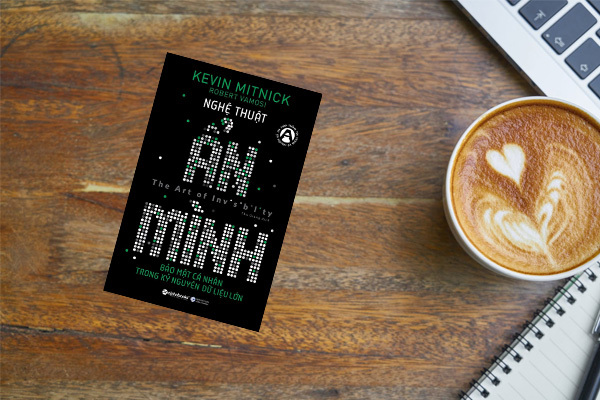 KEVIN MITNICK
ROBERT VAMOSI
NGHỆ THUẬT
ẨN
The Art of Inv*s*b*l*ty
MÌNH
BẢO MẬT CÁ NHÂN
TRONG KỶ NGUYÊN DỮ LIỆU LỚN